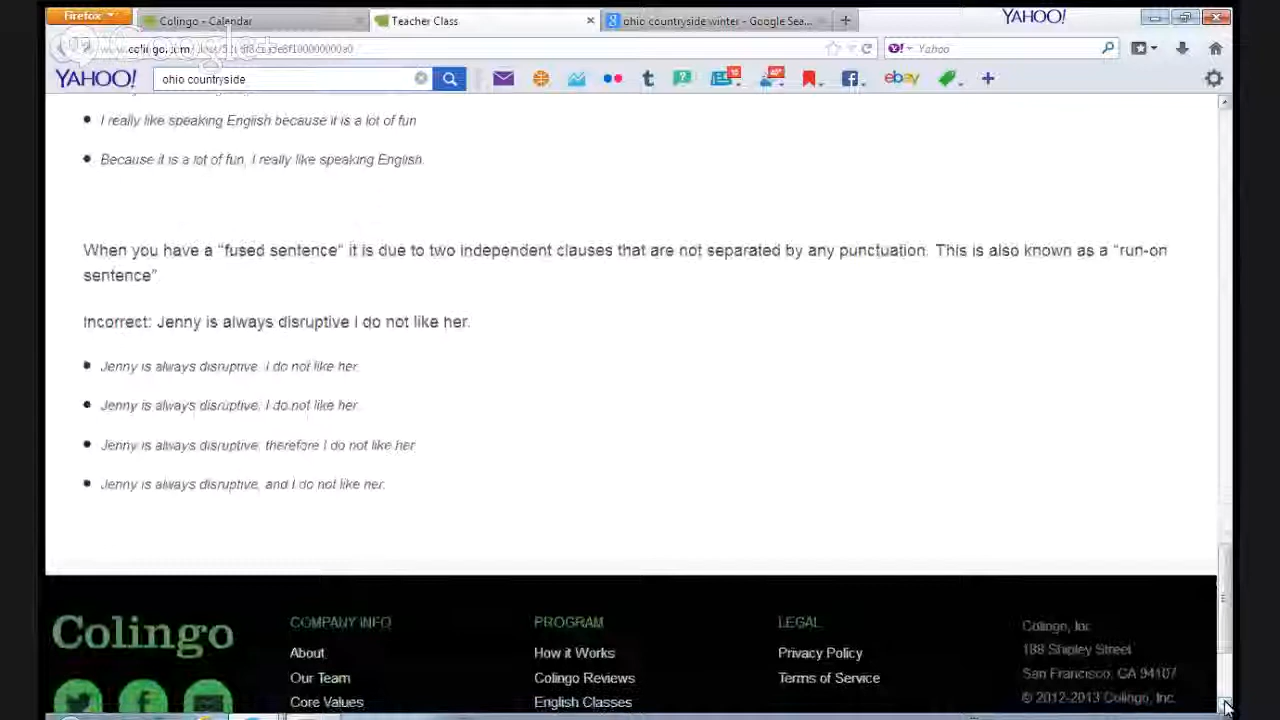 Firefox
Colingo - Calendar
Teacher Class
ohio countryside winter - Google Sea...
YAHOO!
Yahoo
YAHOO!
ohio countryside
I really like speaking English because it is a lot of fun
Because it is a lot of fun, I really like speaking English.
When you have a “fused sentence” it is due to two independent clauses that are not separated by any punctuation. This is also known as a “run-on
sentence”
Incorrect: Jenny is always disruptive I do not like her.
Jenny is always disruptive. I do not like her.
Jenny is always disruptive; I do not like her.
Jenny is always disruptive; therefore I do not like her
Jenny is always disruptive, and I do not like her.
Colingo
COMPANY INFO
About
Our Team
Core Values
PROGRAM
How it Works
Colingo Reviews
English Classes
LEGAL
Privacy Policy
Terms of Service
Colingo, Inc
188 Shipley Street
San Francisco, CA 94107
© 2012-2013 Colingo, Inc.